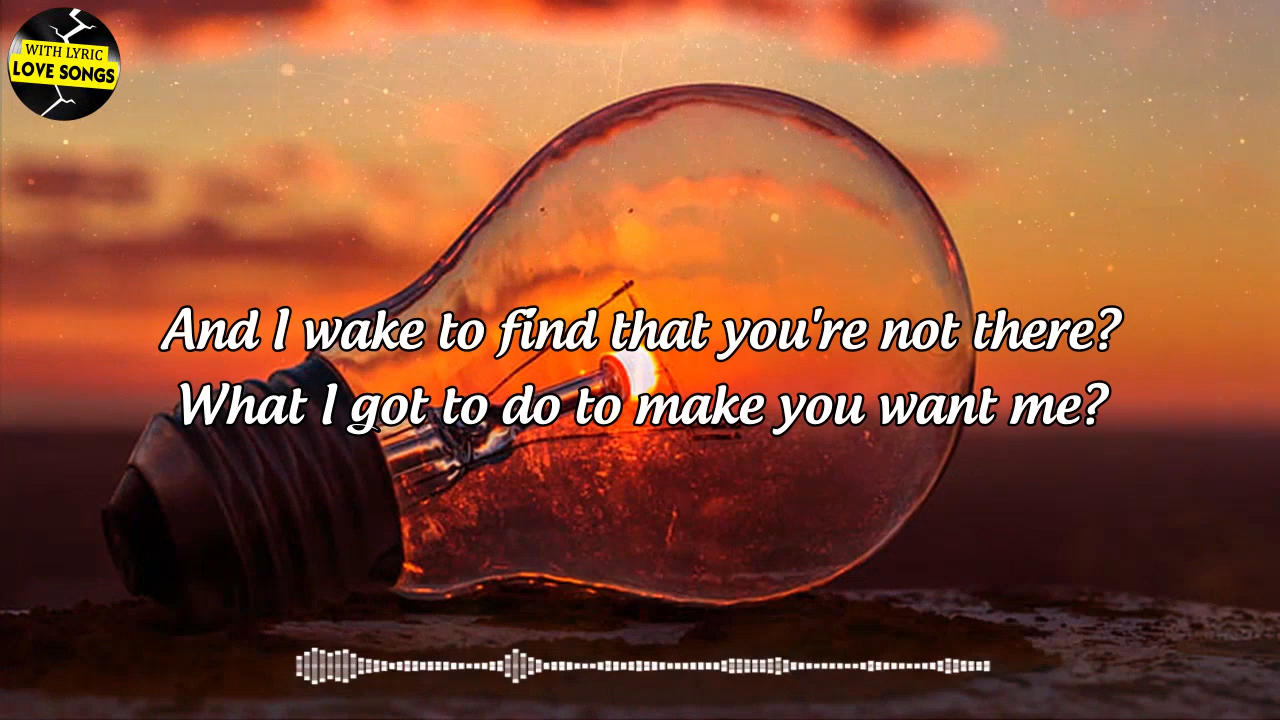 WITH LYRIC
LOVE SONGS
And I wake to find that you're not there?
What I got to do to make you want me?